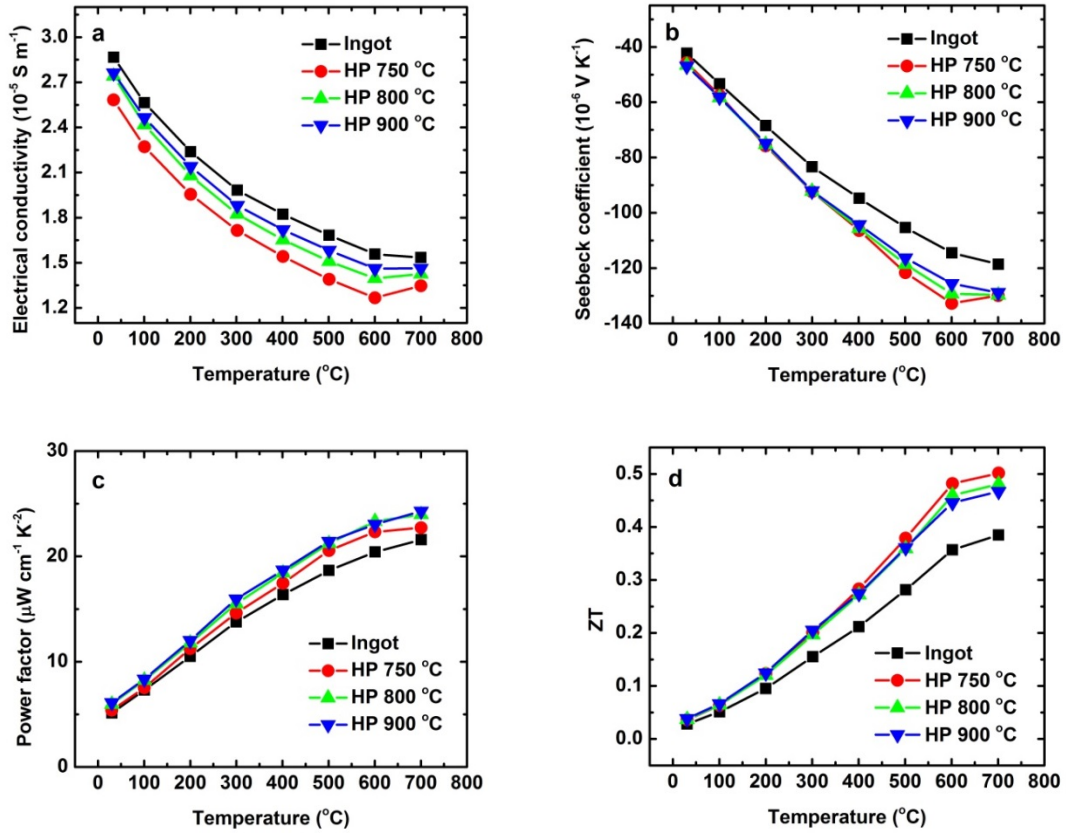 a
Electrical conductivity (10⁻⁵ S m⁻¹)
3.0
2.7
2.4
2.1
1.8
1.5
1.2
Ingot
HP 750 °C
HP 800 °C
HP 900 °C
0 100 200 300 400 500 600 700 800
Temperature (°C)
b
Seebeck coefficient (10⁻⁶ V K⁻¹)
-40
-60
-80
-100
-120
-140
Ingot
HP 750 °C
HP 800 °C
HP 900 °C
0 100 200 300 400 500 600 700 800
Temperature (°C)
c
Power factor (μW cm⁻¹ K⁻²)
30
20
10
0
Ingot
HP 750 °C
HP 800 °C
HP 900 °C
0 100 200 300 400 500 600 700 800
Temperature (°C)
d
ZT
0.5
0.4
0.3
0.2
0.1
0.0
Ingot
HP 750 °C
HP 800 °C
HP 900 °C
0 100 200 300 400 500 600 700 800
Temperature (°C)